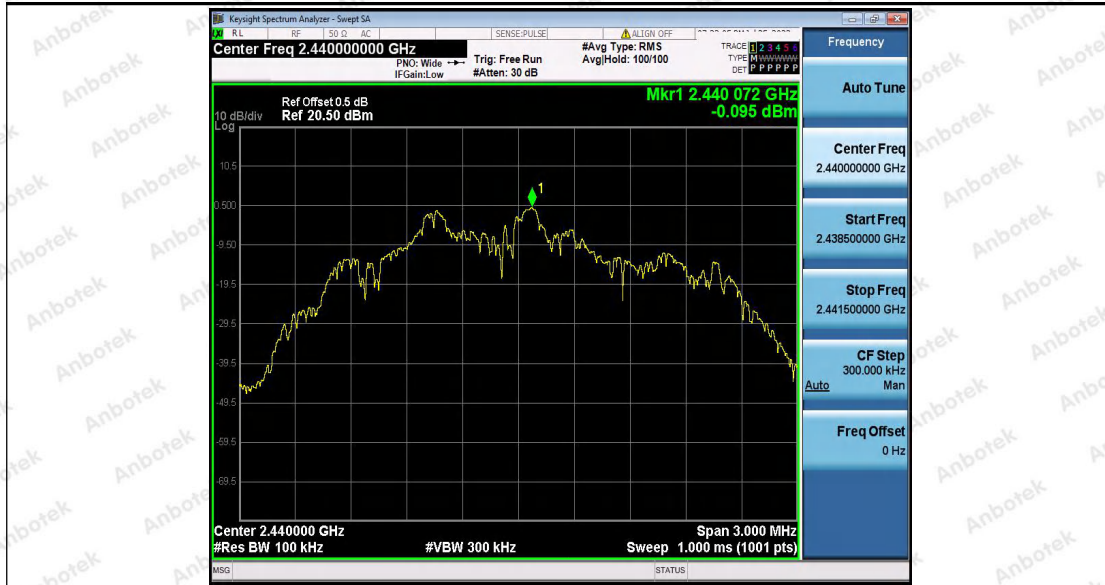 Keysight Spectrum Analyzer - Swept SA
RL RF 50 Ω AC SENSE:PULSE ALIGN OFF
Center Freq 2.440000000 GHz
PNO: Wide
IFGain:Low
Trig: Free Run
#Atten: 30 dB
#Avg Type: RMS
Avg|Hold: 100/100
TRACE 1 2 3 4 5 6
TYPE M W W W W W
DET P P P P P P
Frequency
Auto Tune
Center Freq
2.440000000 GHz
Start Freq
2.438500000 GHz
Stop Freq
2.441500000 GHz
CF Step
300.000 kHz
Auto Man
Freq Offset
0 Hz
Mkr1 2.440 072 GHz
-0.095 dBm
Ref Offset 0.5 dB
10 dB/div Ref 20.50 dBm
Log
10.5
0.500
-9.50
-19.5
-29.5
-39.5
-49.5
-59.5
-69.5
1
Center 2.440000 GHz Span 3.000 MHz
#Res BW 100 kHz #VBW 300 kHz Sweep 1.000 ms (1001 pts)
MSG STATUS
Anbotek